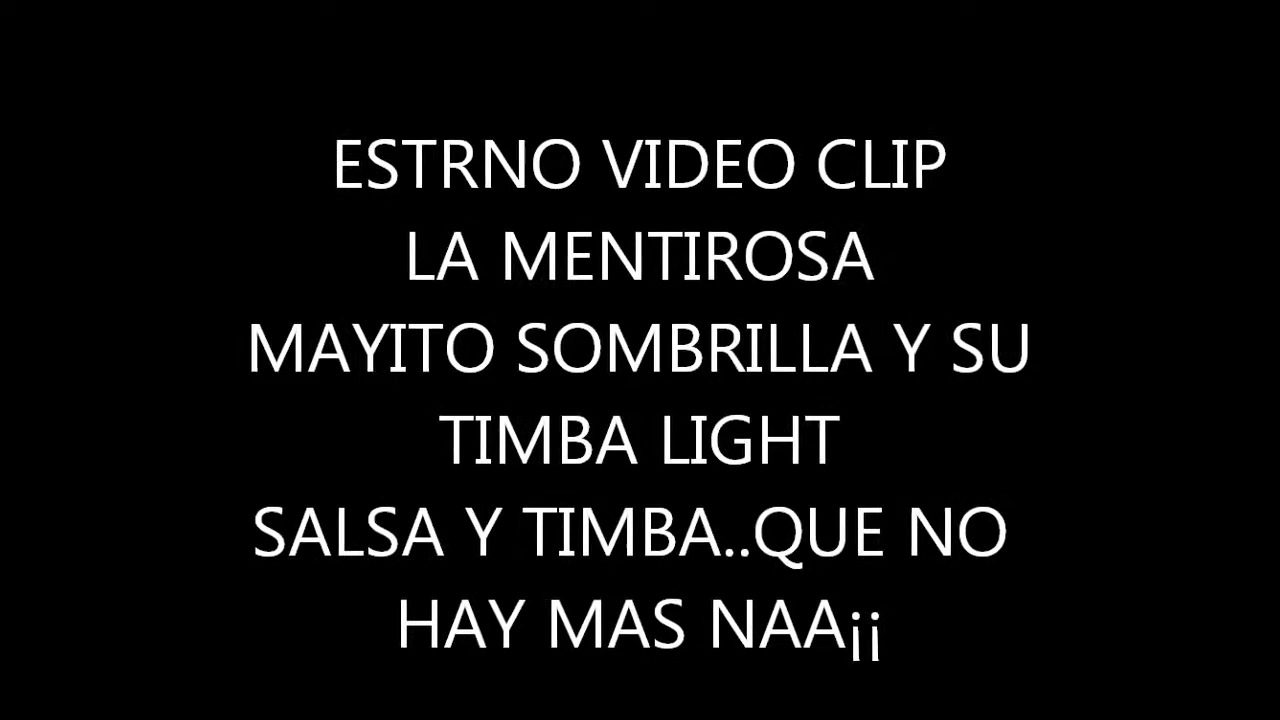 ESTRNO VIDEO CLIP
LA MENTIROSA
MAYITO SOMBRILLA Y SU
TIMBA LIGHT
SALSA Y TIMBA..QUE NO
HAY MAS NAA¡¡